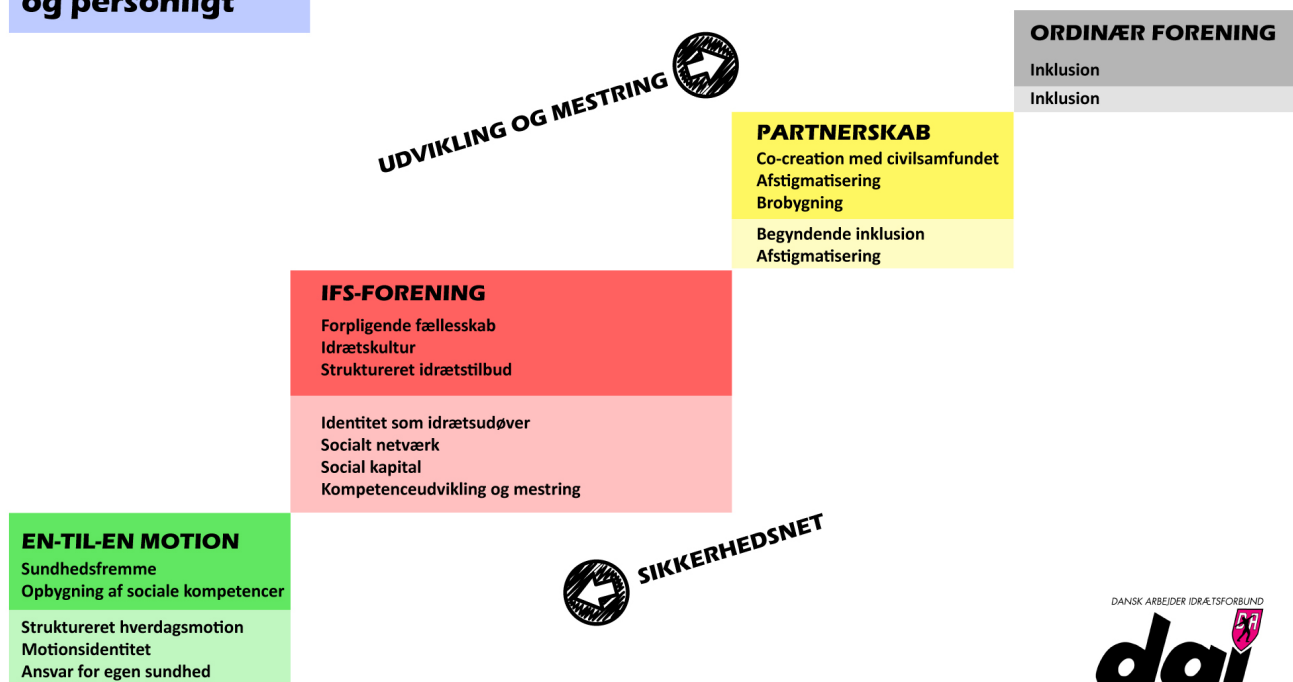 og personligt
ORDINÆR FORENING
Inklusion
Inklusion
UDVIKLING OG MESTRING
PARTNERSKAB
Co-creation med civilsamfundet
Afstigmatisering
Brobygning
Begyndende inklusion
Afstigmatisering
IFS-FORENING
Forpligende fællesskab
Idrætskultur
Struktureret idrætstilbud
Identitet som idrætsudøver
Socialt netværk
Social kapital
Kompetenceudvikling og mestring
SIKKERHEDSNET
EN-TIL-EN MOTION
Sundhedsfremme
Opbygning af sociale kompetencer
Struktureret hverdagsmotion
Motionsidentitet
Ansvar for egen sundhed
DANSK ARBEJDER IDRÆTSFORBUND
DAI
dai